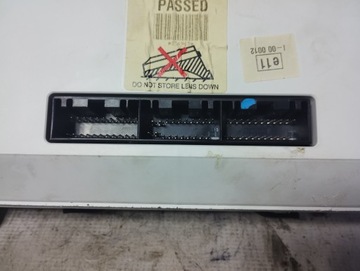 PASSED
DO NOT STORE LENS DOWN
e11
00 0012